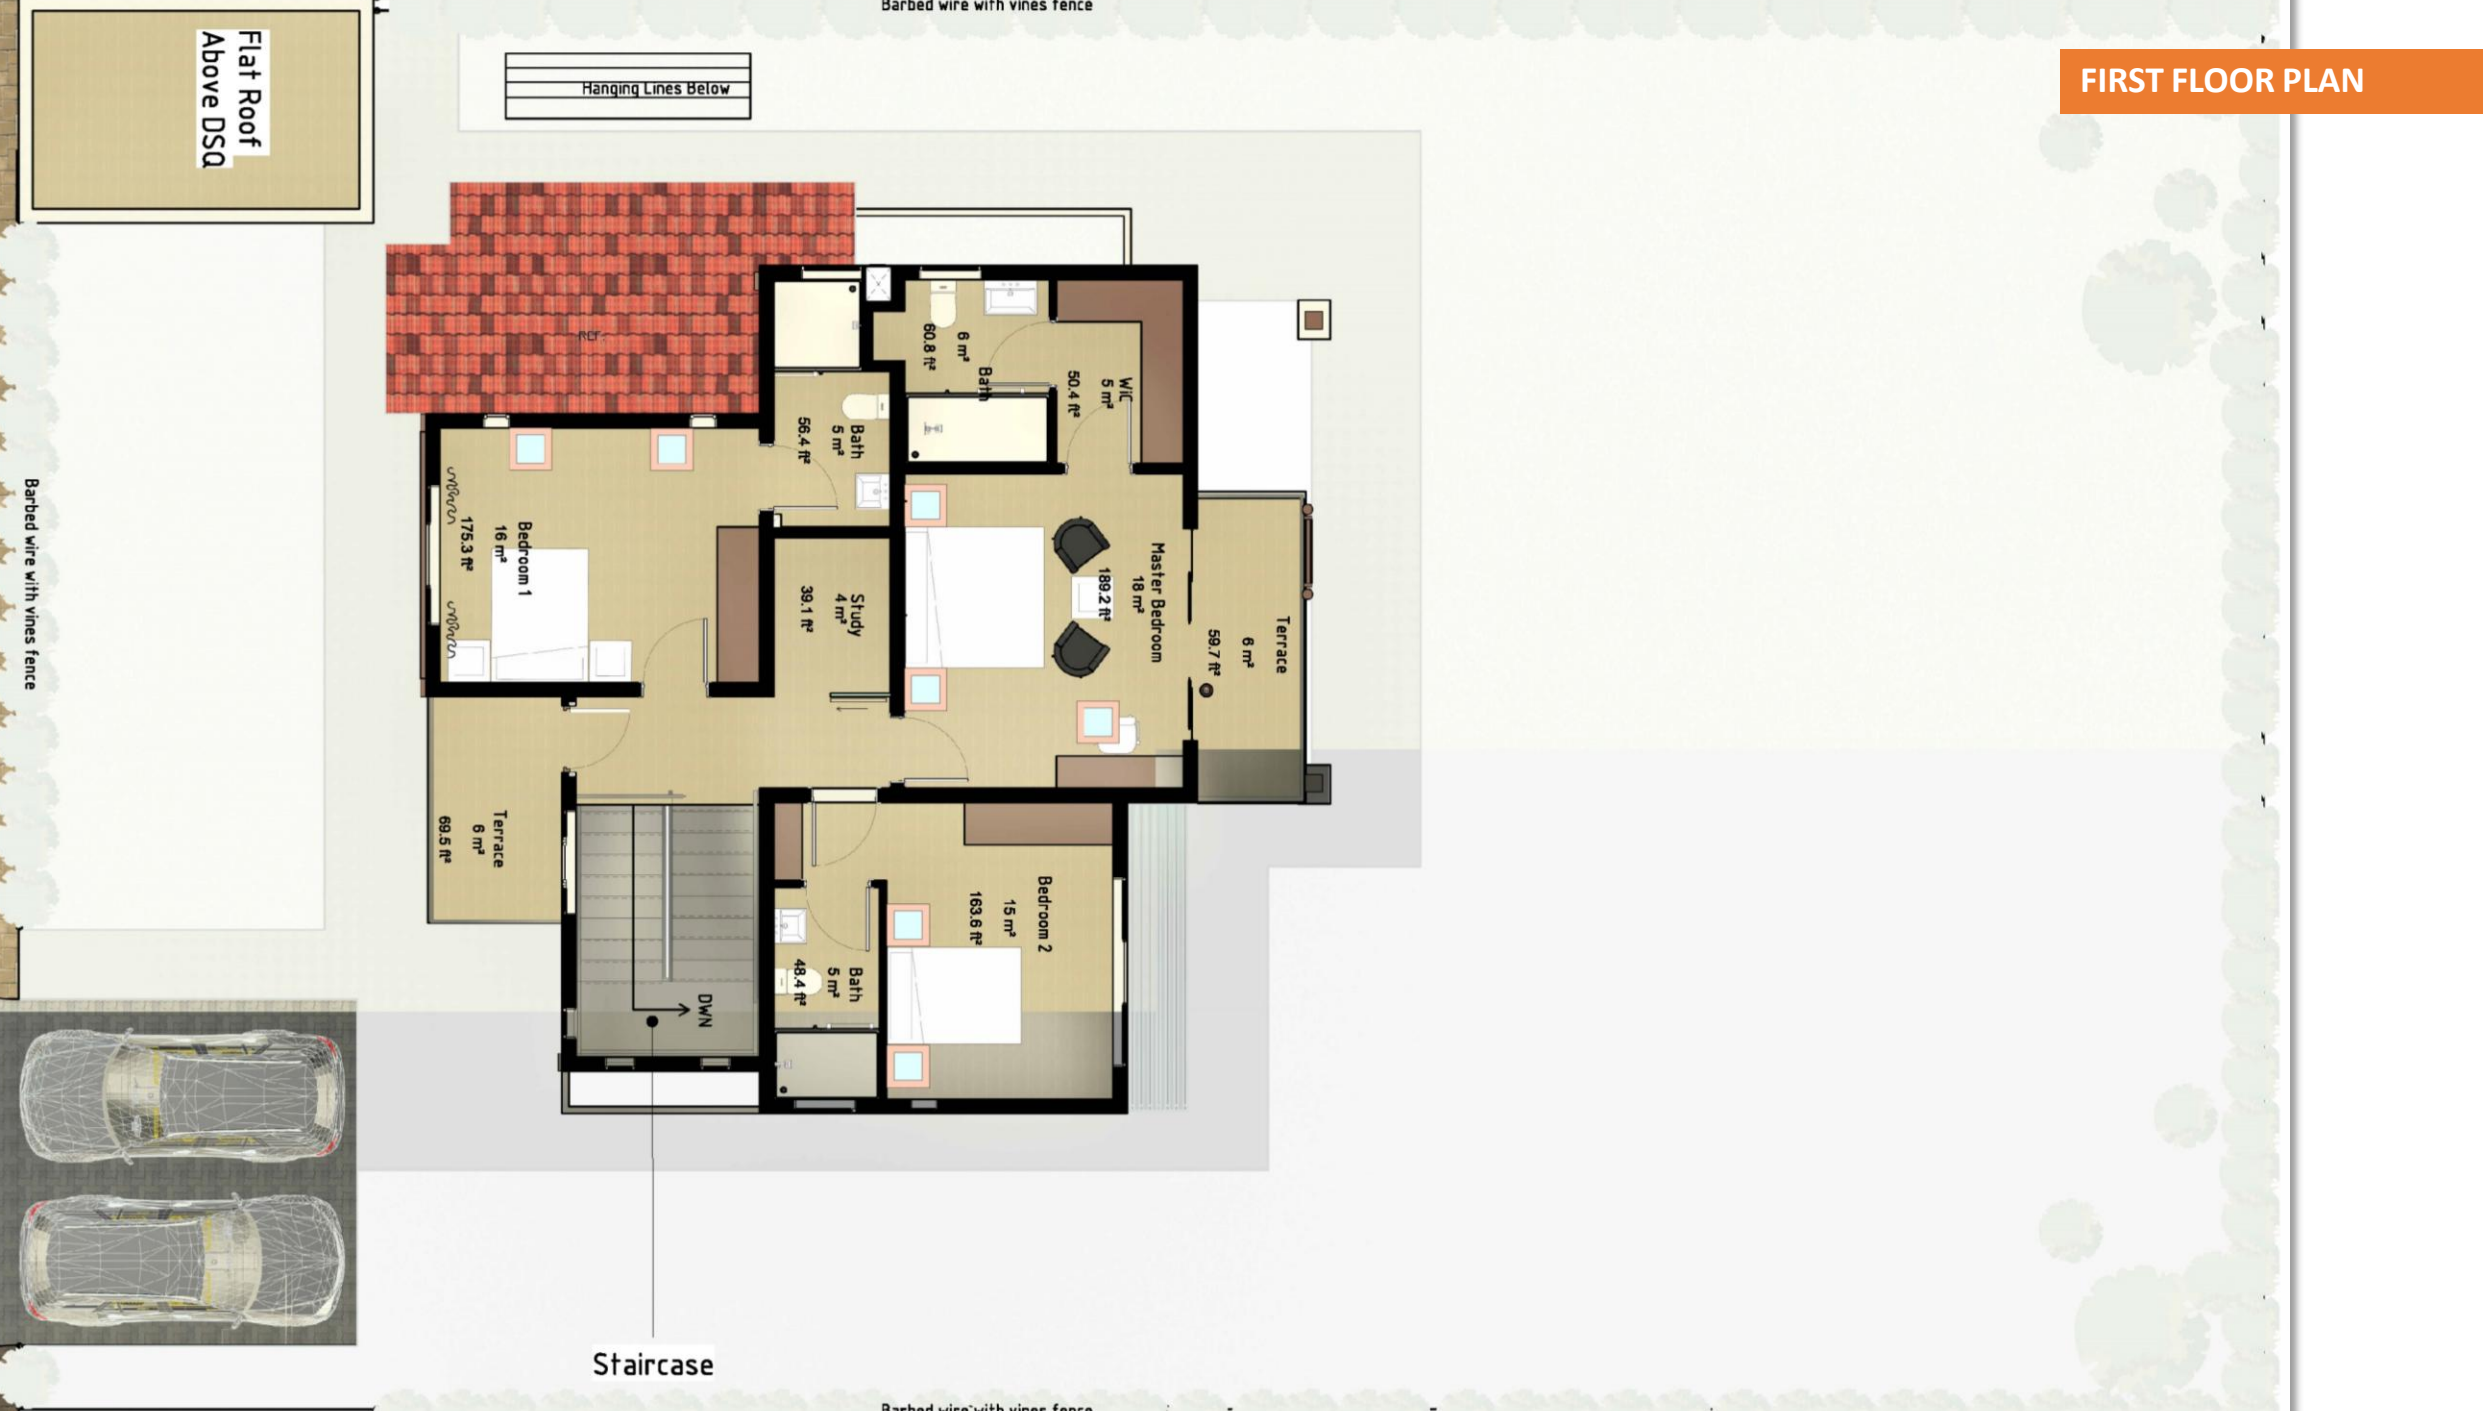 Barbed wire with vines fence
FIRST FLOOR PLAN
Flat Roof
Above DSQ
Hanging Lines Below
REF:
6 m²
60.8 ft²
Bath
WIC
5 m²
50.4 ft²
Bath
5 m²
56.4 ft²
Bedroom 1
16 m²
175.3 ft²
Study
4 m²
39.1 ft²
Master Bedroom
18 m²
189.2 ft²
Terrace
6 m²
59.7 ft²
Barbed wire with vines fence
Terrace
6 m²
69.5 ft²
Bedroom 2
15 m²
163.6 ft²
Bath
5 m²
48.4 ft²
DWN
Staircase
Barbed wire with vines fence